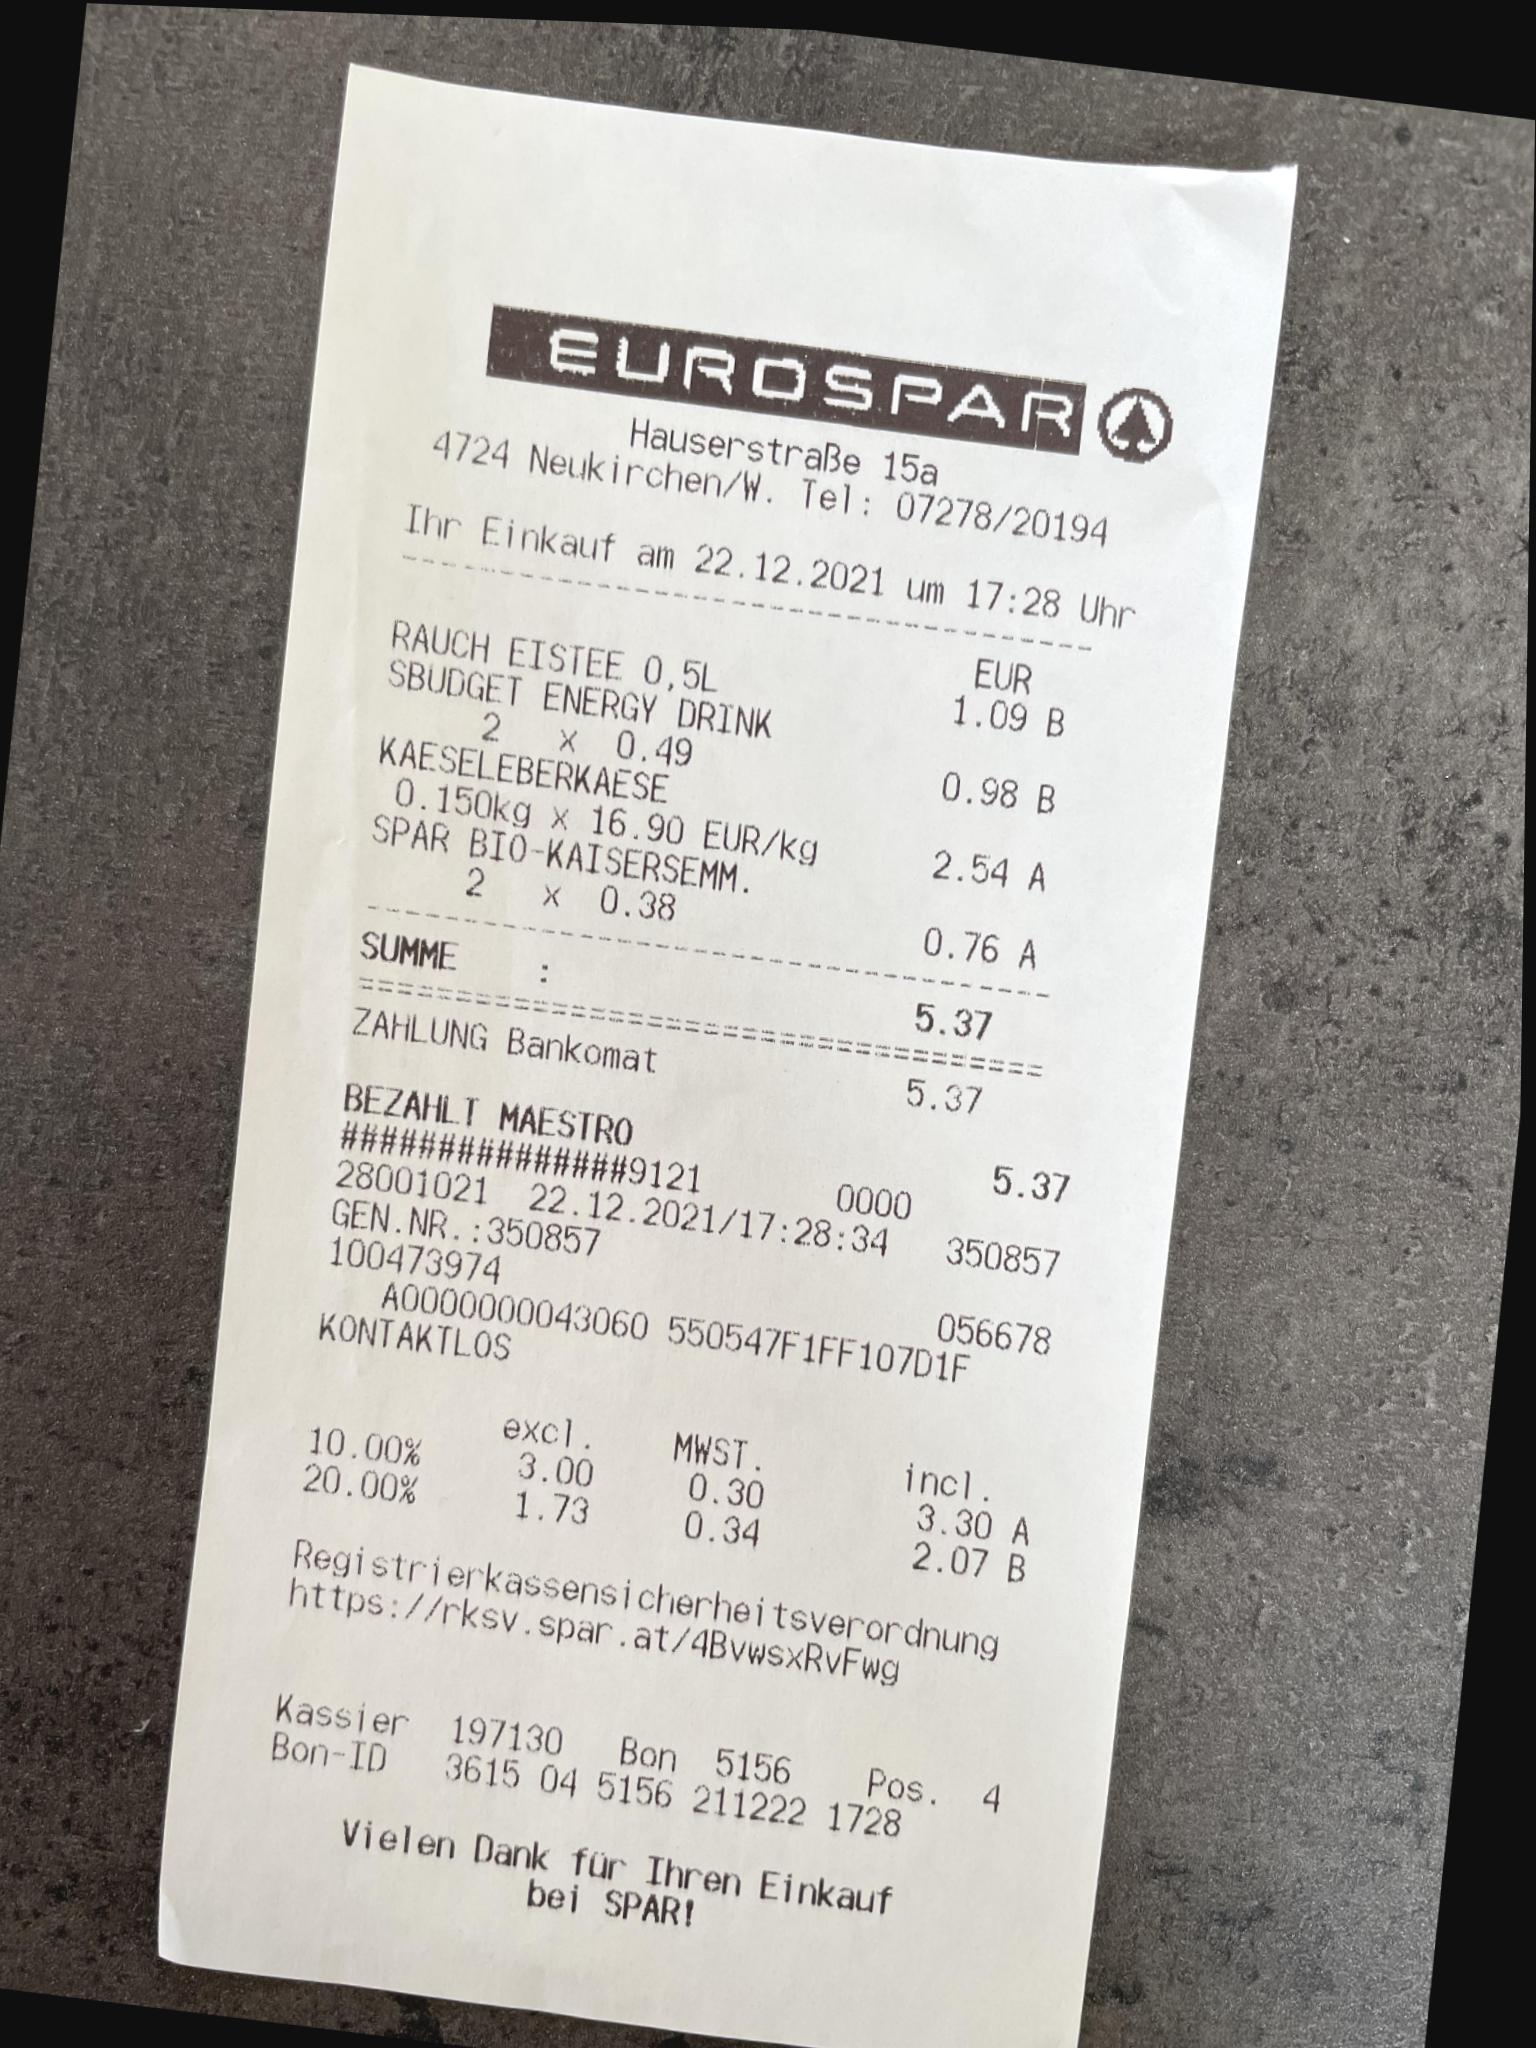 EUROSPAR
Hauserstraße 15a
4724 Neukirchen/W. Tel: 07278/20194
Ihr Einkauf am 22.12.2021 um 17:28 Uhr
EUR
RAUCH EISTEE 0,5L 1.09 B
SBUDGET ENERGY DRINK
2 x 0.49 0.98 B
KAESELEBERKAESE
0.150kg x 16.90 EUR/kg 2.54 A
SPAR BIO-KAISERSEMM.
2 x 0.38 0.76 A
SUMME : 5.37
ZAHLUNG Bankomat 5.37
BEZAHLT MAESTRO 5.37
###############9121 0000
28001021 22.12.2021/17:28:34 350857
GEN.NR.:350857
100473974 056678
A0000000043060 550547F1FF107D1F
KONTAKTLOS
excl. MWST. incl.
10.00% 3.00 0.30 3.30 A
20.00% 1.73 0.34 2.07 B
Registrierkassensicherheitsverordnung
https://rksv.spar.at/4BvwsxRvFwg
Kassier 197130 Bon 5156 Pos. 4
Bon-ID 3615 04 5156 211222 1728
Vielen Dank für Ihren Einkauf
bei SPAR!